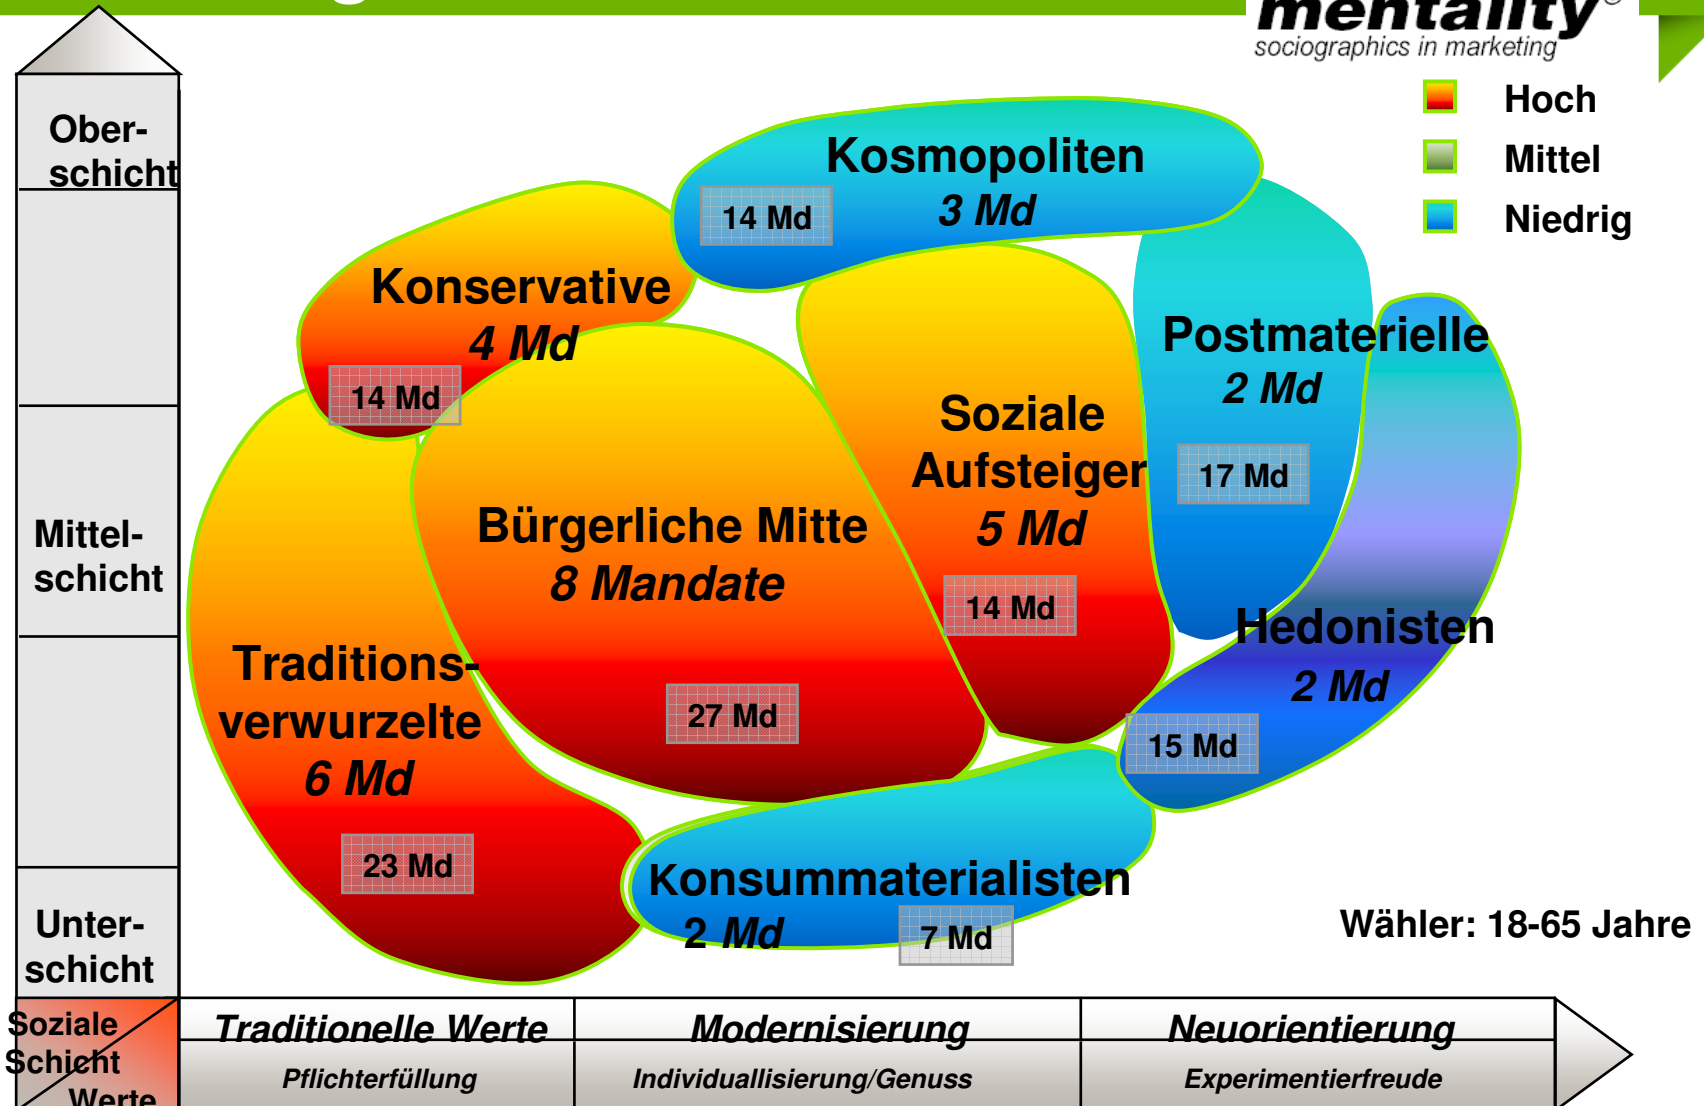 mentality®
sociographics in marketing
Hoch
Mittel
Niedrig
Ober-
schicht
Mittel-
schicht
Unter-
schicht
Kosmopoliten
3 Md
14 Md
Konservative
4 Md
14 Md
Postmaterielle
2 Md
17 Md
Soziale
Aufsteiger
5 Md
14 Md
Bürgerliche Mitte
8 Mandate
27 Md
Hedonisten
2 Md
15 Md
Traditions-
verwurzelte
6 Md
23 Md
Konsummaterialisten
2 Md
7 Md
Wähler: 18-65 Jahre
Soziale
Schicht
Werte
Traditionelle Werte
Modernisierung
Neuorientierung
Pflichterfüllung
Individuallisierung/Genuss
Experimentierfreude